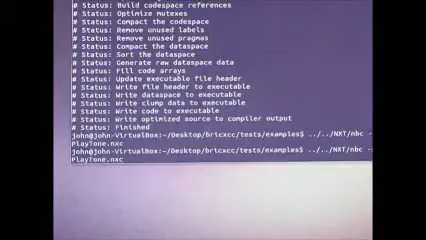 # Status: Build codespace references
# Status: Optimize mutexes
# Status: Compact the codespace
# Status: Remove unused labels
# Status: Remove unused pragmas
# Status: Compact the dataspace
# Status: Sort the dataspace
# Status: Generate raw dataspace data
# Status: Fill code arrays
# Status: Update executable file header
# Status: Write file header to executable
# Status: Write dataspace to executable
# Status: Write clump data to executable
# Status: Write code to executable
# Status: Write optimized source to compiler output
# Status: Finished
john@john-VirtualBox:~/Desktop/bricxcc/tests/examples$ ../../NXT/nbc -
PlayTone.nxc
john@john-VirtualBox:~/Desktop/bricxcc/tests/examples$ ../../NXT/nbc -s
PlayTone.nxc